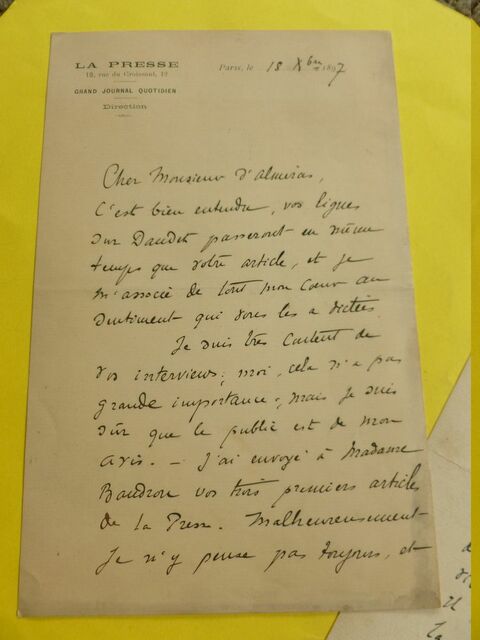 LA PRESSE
18, rue du Croissant, 19
GRAND JOURNAL QUOTIDIEN
Direction
Paris, le 18 Xbre 1897
Cher Monsieur d'Almeiras,
C'est bien entendu, vos lignes
sur Daudet passeront en même
temps que votre article, et je
m'associe de tout mon cœur au
sentiment qui vous les a dictées.
Je suis très content de
vos interviews ; moi, cela n'a pas
grande importance ; mais je suis
sûr que le public est de mon
avis. — J'ai envoyé à Madame
vos trois premiers articles
de la Presse. Malheureusement
je n'y pense pas toujours, et